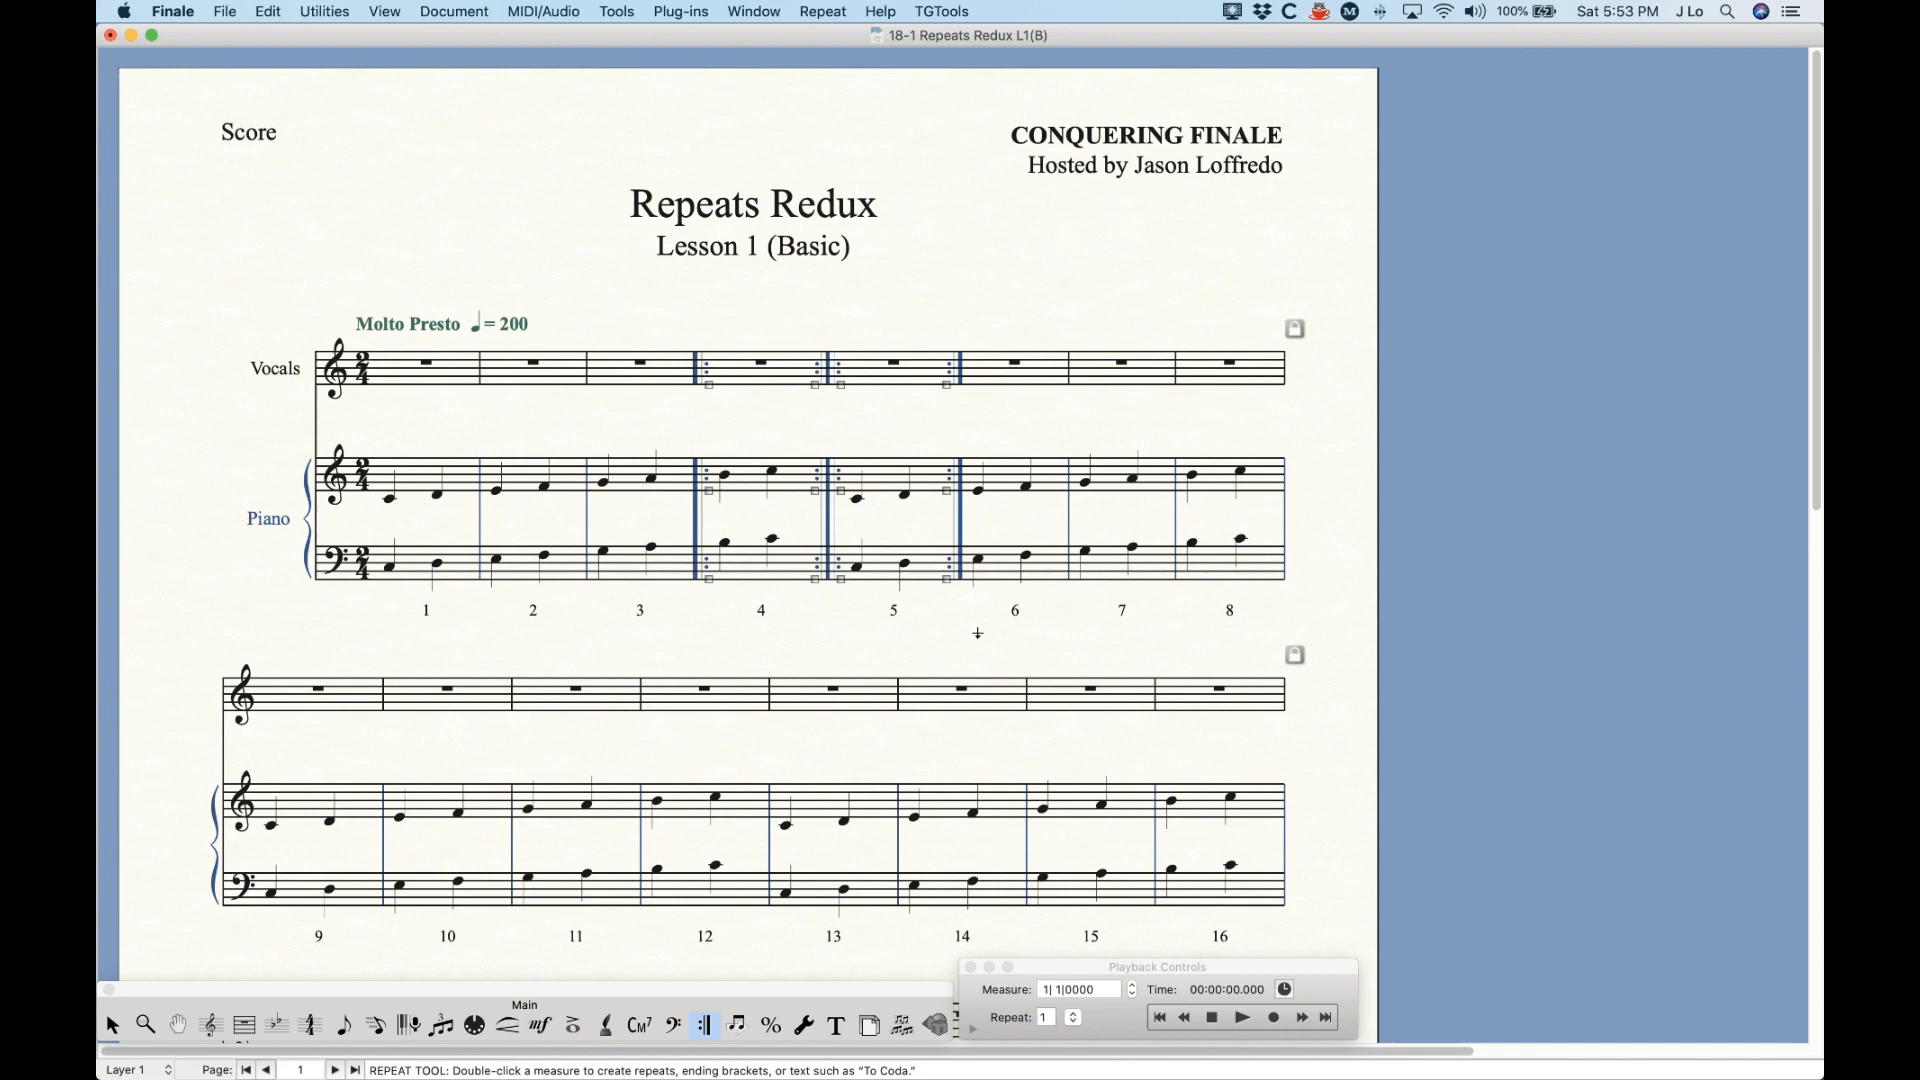 Finale File Edit Utilities View Document MIDI/Audio Tools Plug-ins Window Repeat Help TGTools 100% Sat 5:53 PM J Lo
18-1 Repeats Redux L1(B)
Score
CONQUERING FINALE
Hosted by Jason Loffredo
Repeats Redux
Lesson 1 (Basic)
Molto Presto ♩= 200
Vocals
Piano
1 2 3 4 5 6 7 8
9 10 11 12 13 14 15 16
Playback Controls
Measure: 1| 1|0000 Time: 00:00:00.000
Repeat: 1
Main
mf CM7 % T
Layer 1 Page: 1 REPEAT TOOL: Double-click a measure to create repeats, ending brackets, or text such as “To Coda.”